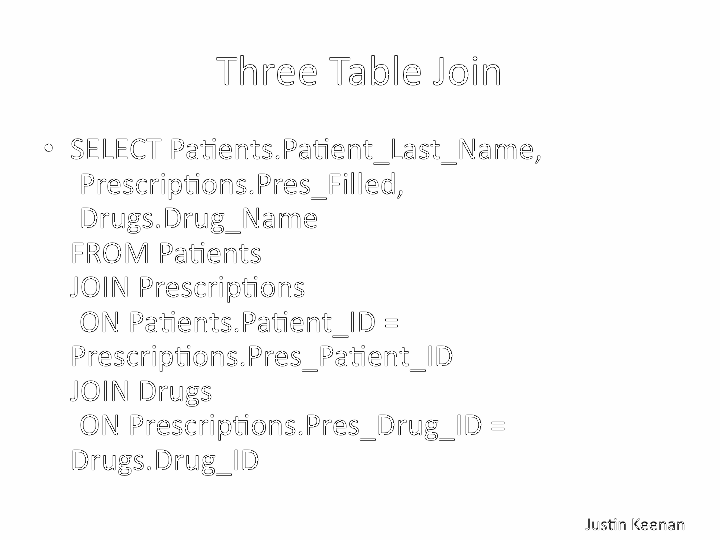 Three Table Join
• SELECT Patients.Patient_Last_Name,
Prescriptions.Pres_Filled,
Drugs.Drug_Name
FROM Patients
JOIN Prescriptions
ON Patients.Patient_ID =
Prescriptions.Pres_Patient_ID
JOIN Drugs
ON Prescriptions.Pres_Drug_ID =
Drugs.Drug_ID
Justin Keenan